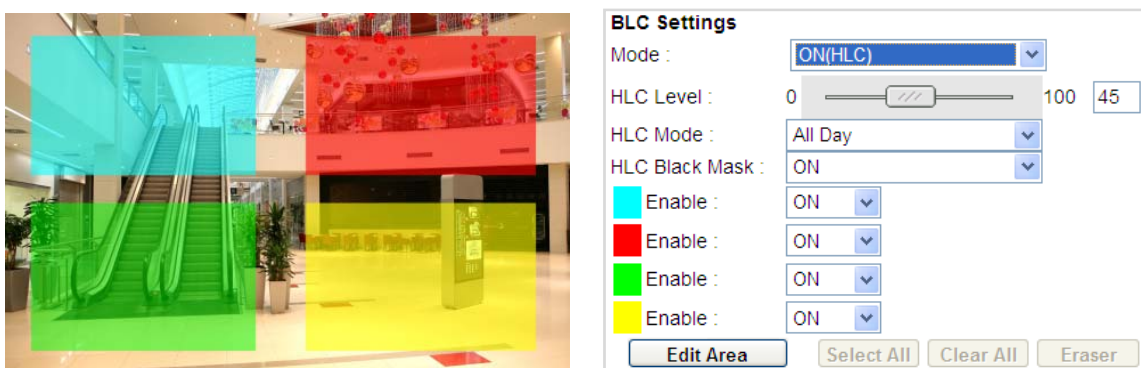 BLC Settings
Mode : ON(HLC)
HLC Level : 0 100 45
HLC Mode : All Day
HLC Black Mask : ON
Enable : ON
Enable : ON
Enable : ON
Enable : ON
Edit Area Select All Clear All Eraser